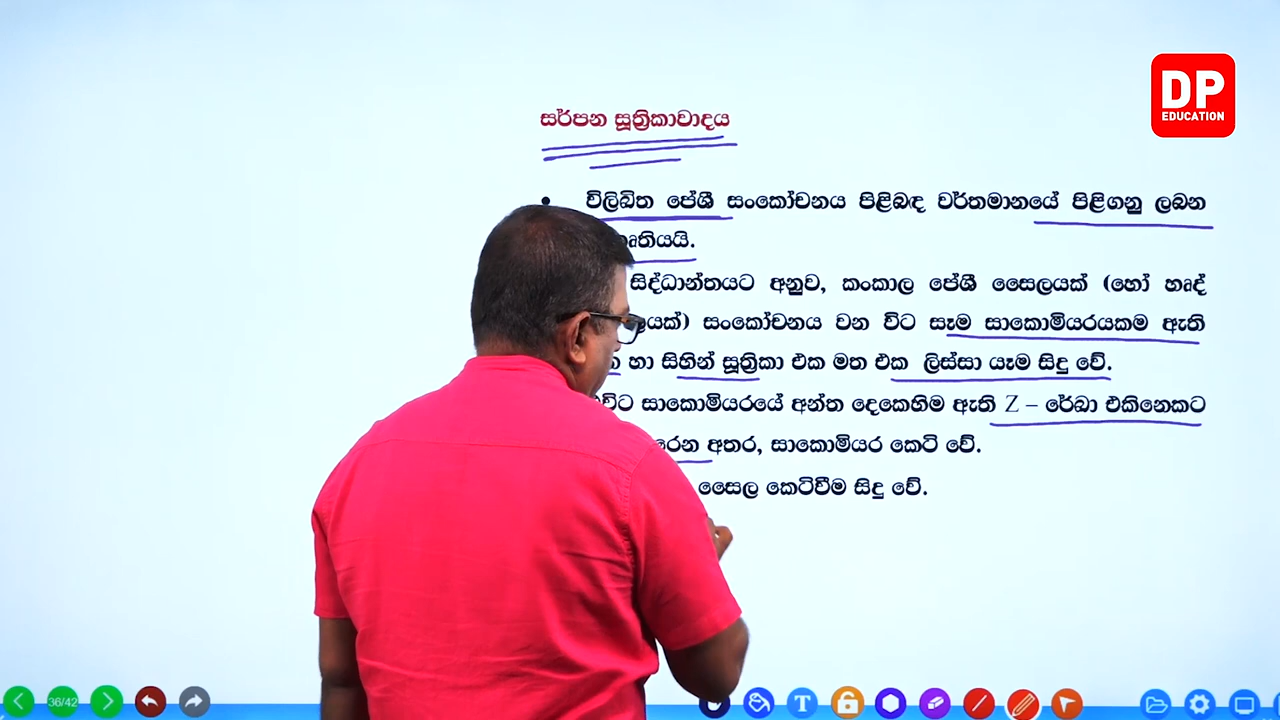 DP
EDUCATION
සර්පන සූත්‍රිකාවාදය
• විලිඛිත පේශී සංකෝචනය පිළිබඳ වර්තමානයේ පිළිගනු ලබන
සිද්ධාන්තයට අනුව, කංකාල පේශී සෛලයක් (හෝ හෘද්
සංකෝචනය වන විට සෑම සාකොමියරයකම ඇති
හා සිහින් සූත්‍රිකා එක මත එක ලිස්සා යෑම සිදු වේ.
සාකොමියරයේ අන්ත දෙකෙහිම ඇති Z – රේඛා එකිනෙකට
අතර, සාකොමියර කෙටි වේ.
සෛල කෙටිවීම සිදු වේ.
36/42
T